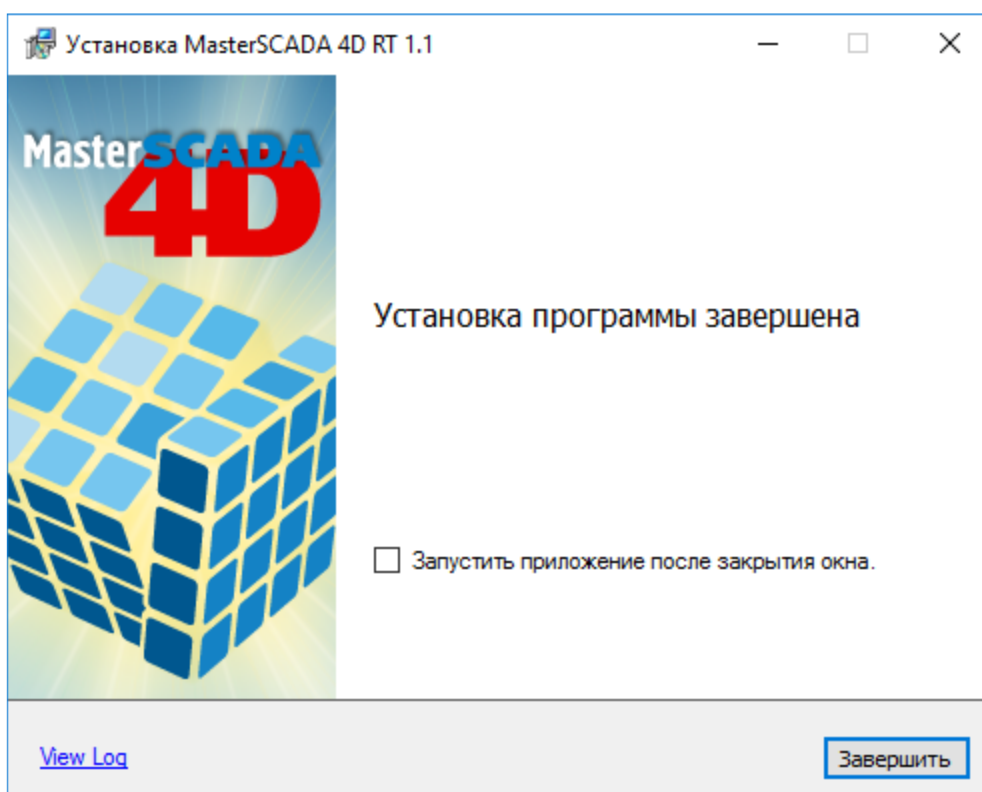 Установка MasterSCADA 4D RT 1.1
MasterSCADA
4D
Установка программы завершена
Запустить приложение после закрытия окна.
View Log
Завершить